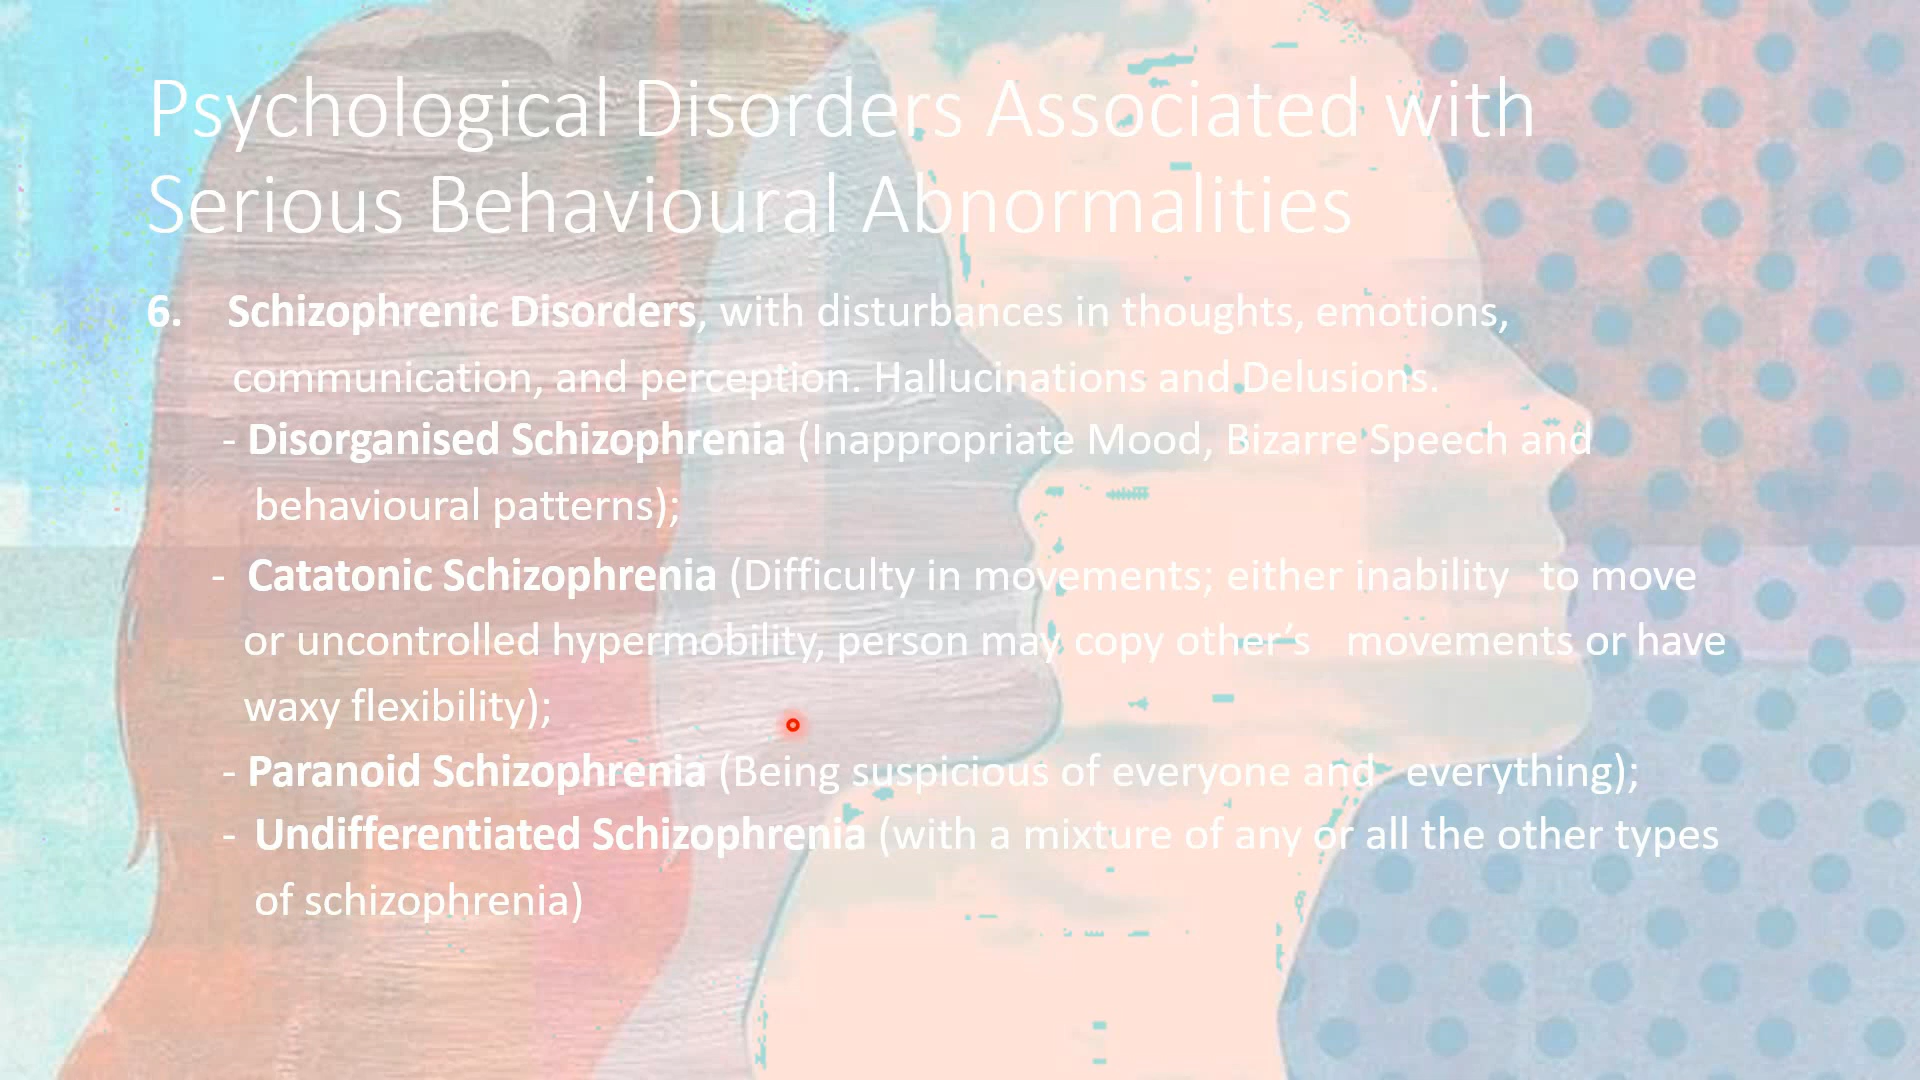 Psychological Disorders Associated with
Serious Behavioural Abnormalities
6. Schizophrenic Disorders, with disturbances in thoughts, emotions,
communication, and perception. Hallucinations and Delusions.
- Disorganised Schizophrenia (Inappropriate Mood, Bizarre Speech and
behavioural patterns);
- Catatonic Schizophrenia (Difficulty in movements; either inability to move
or uncontrolled hypermobility, person may copy other’s movements or have
waxy flexibility);
- Paranoid Schizophrenia (Being suspicious of everyone and everything);
- Undifferentiated Schizophrenia (with a mixture of any or all the other types
of schizophrenia)